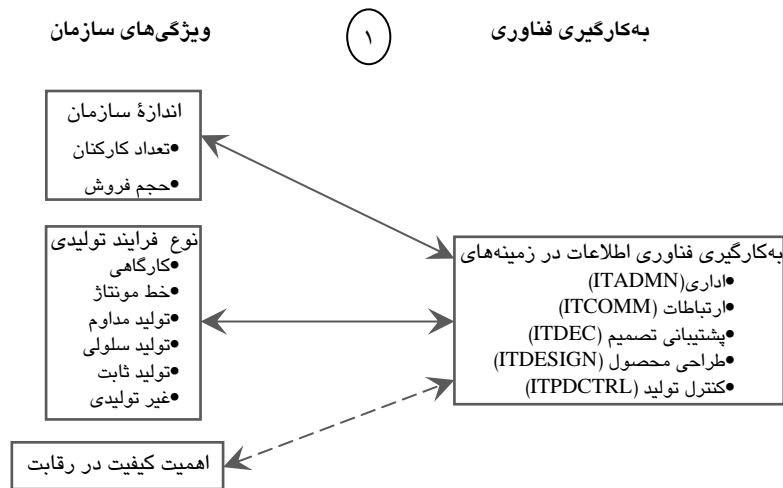 به‌کارگیری فناوری
۱
ویژگی‌های سازمان
اندازهٔ سازمان
•تعداد کارکنان
•حجم فروش
نوع فرایند تولیدی
•کارگاهی
•خط مونتاژ
•تولید مداوم
•تولید سلولی
•تولید ثابت
•غیر تولیدی
اهمیت کیفیت در رقابت
به‌کارگیری فناوری اطلاعات در زمینه‌های
•اداری(ITADMN)
•ارتباطات (ITCOMM)
•پشتیبانی تصمیم (ITDEC)
•طراحی محصول (ITDESIGN)
•کنترل تولید (ITPDCTRL)